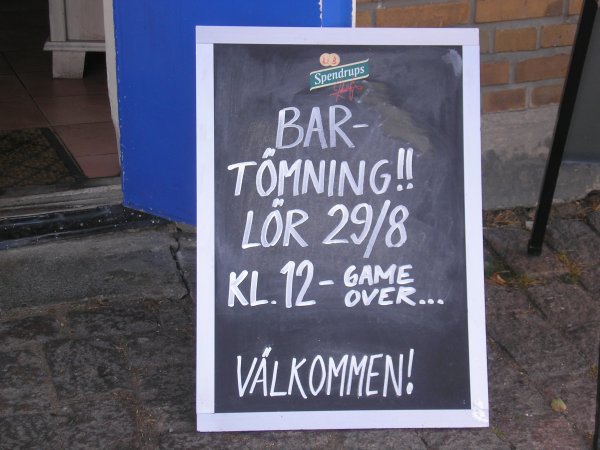 Spendrups
BAR-
TÖMNING!!
LÖR 29/8
KL. 12 - GAME
OVER...
VÄLKOMMEN!